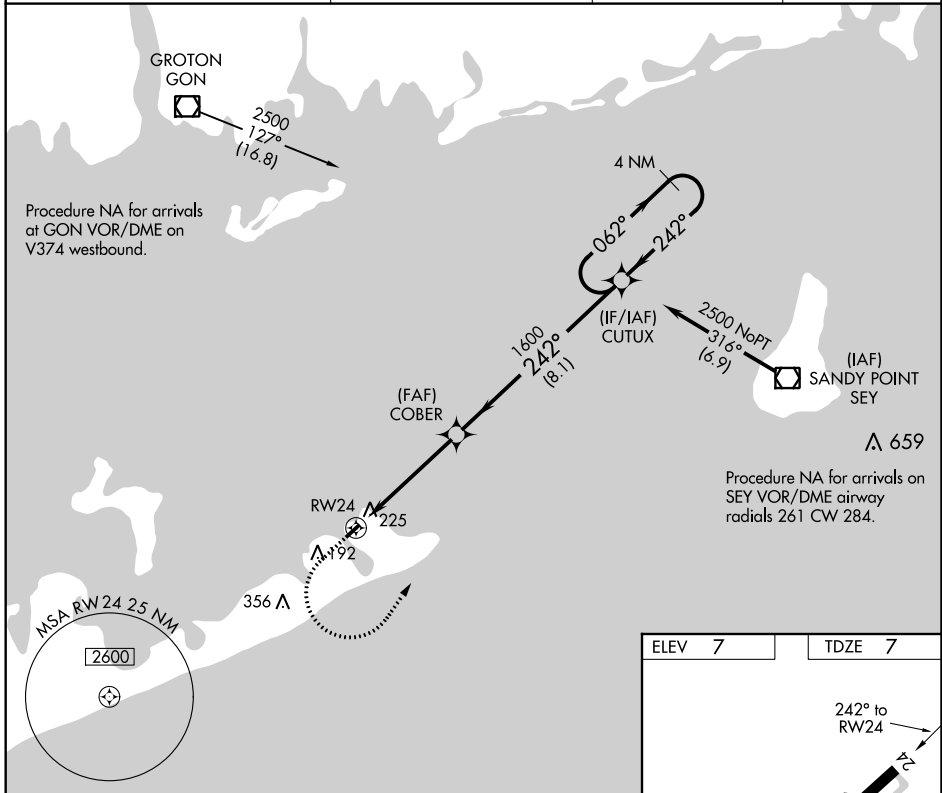 GROTON
GON
2500
127°
(16.8)
Procedure NA for arrivals
at GON VOR/DME on
V374 westbound.
4 NM
062°
242°
(IF/IAF)
CUTUX
2500 NoPT
316°
(6.9)
(IAF)
SANDY POINT
SEY
1600
242°
(8.1)
(FAF)
COBER
659
Procedure NA for arrivals on
SEY VOR/DME airway
radials 261 CW 284.
RW24
225
192
356
MSA RW24 25 NM
2600
ELEV 7
TDZE 7
242° to
RW24
24